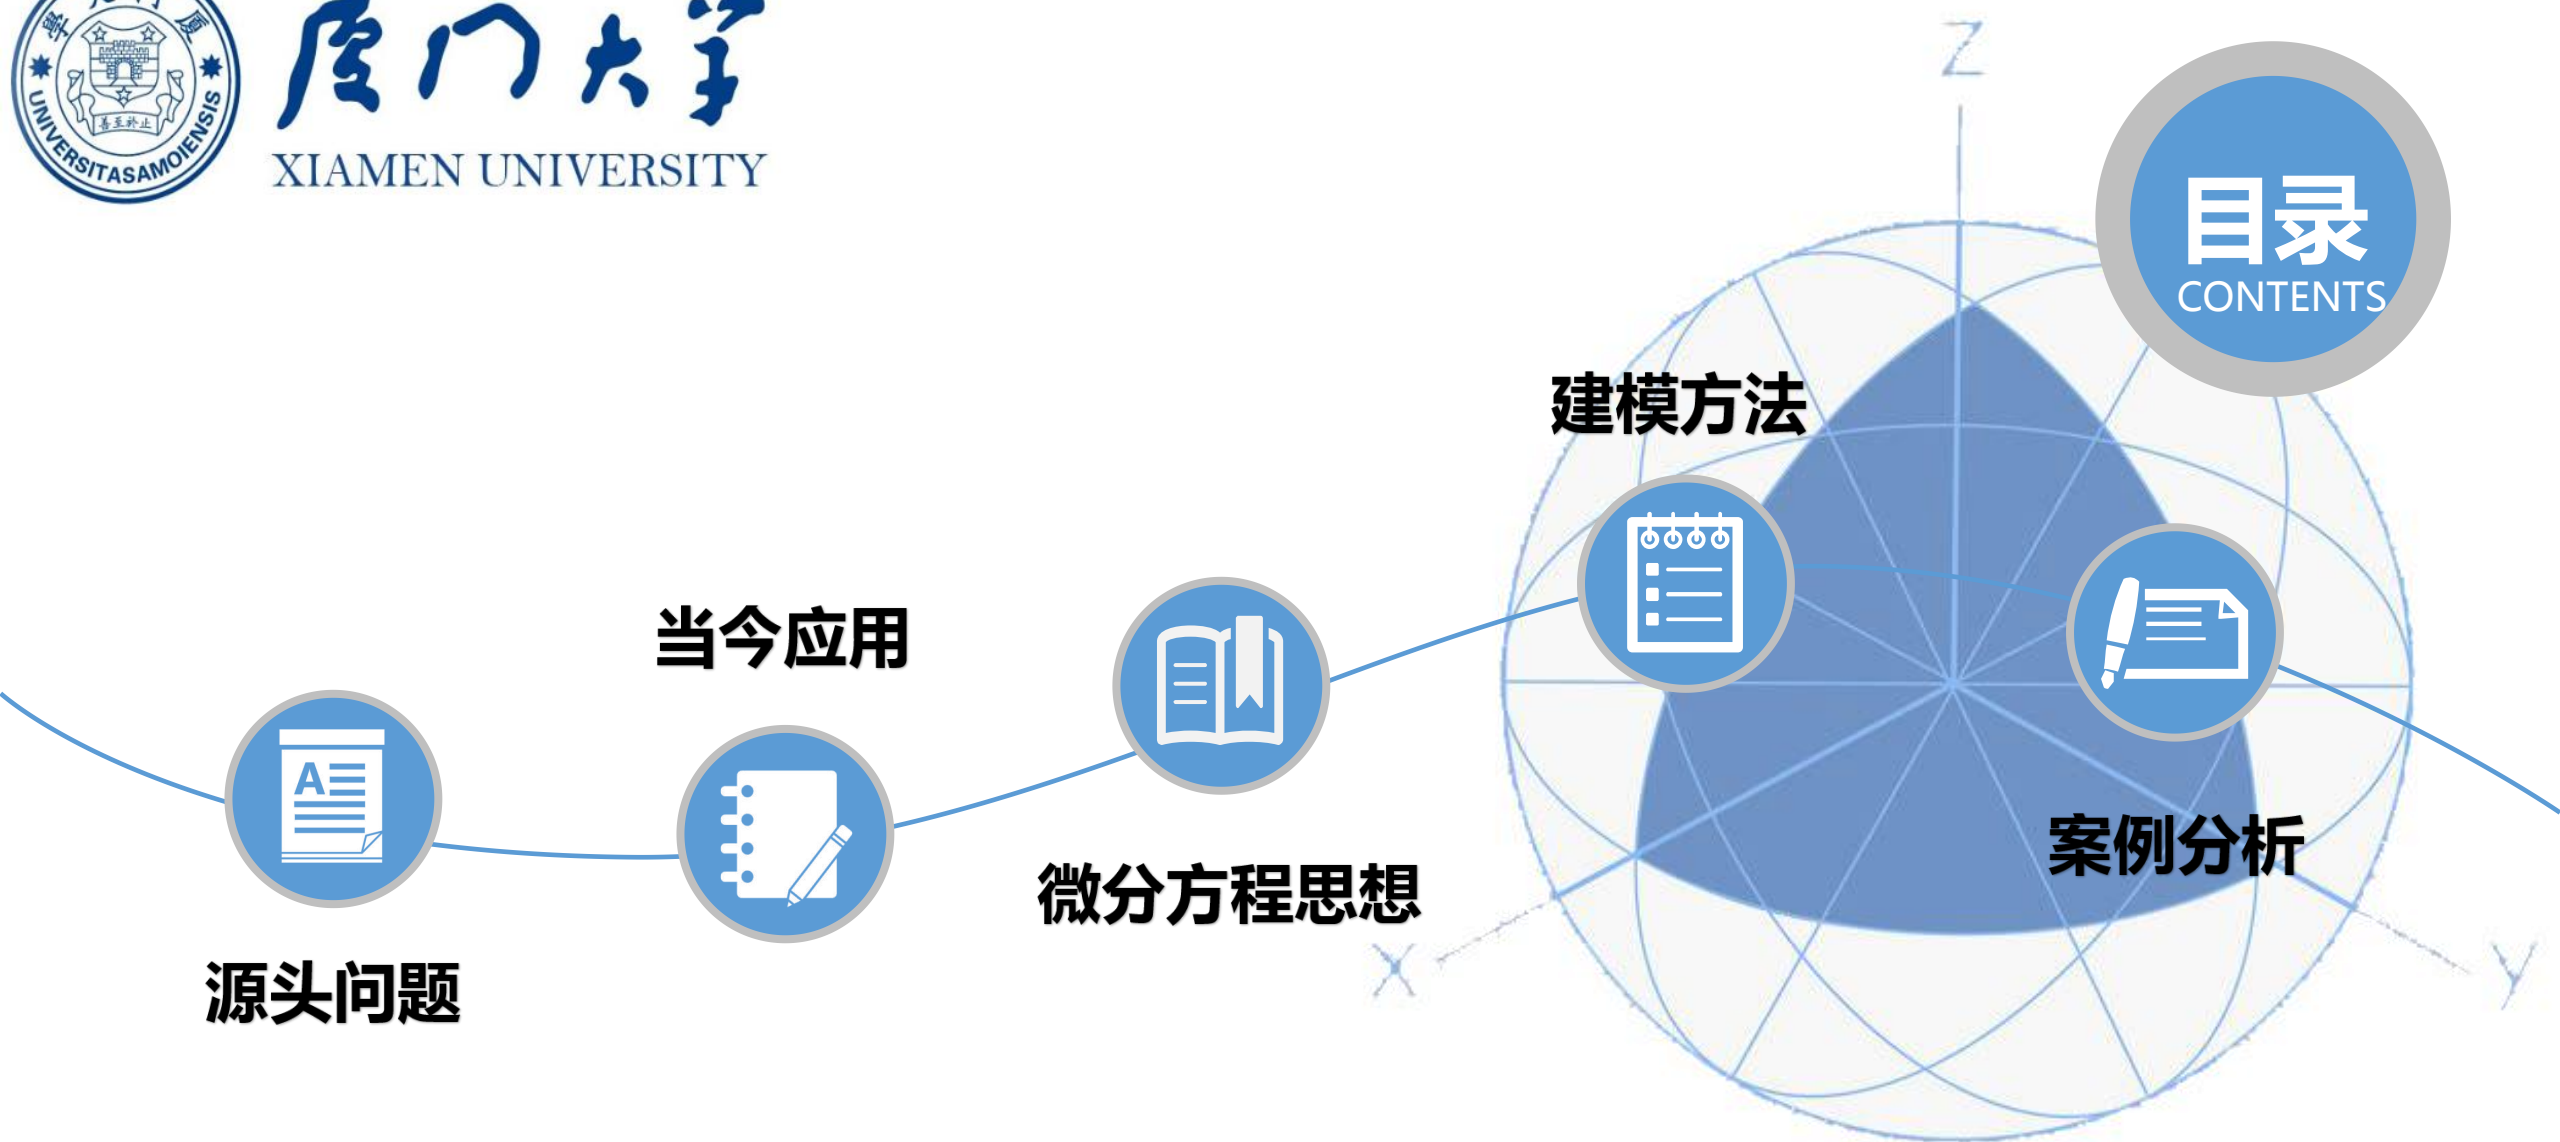 厦门大学
XIAMEN UNIVERSITY
UNIVERSITASAMOIENSIS
Z
目录
CONTENTS
建模方法
当今应用
A
微分方程思想
案例分析
源头问题
X
Y